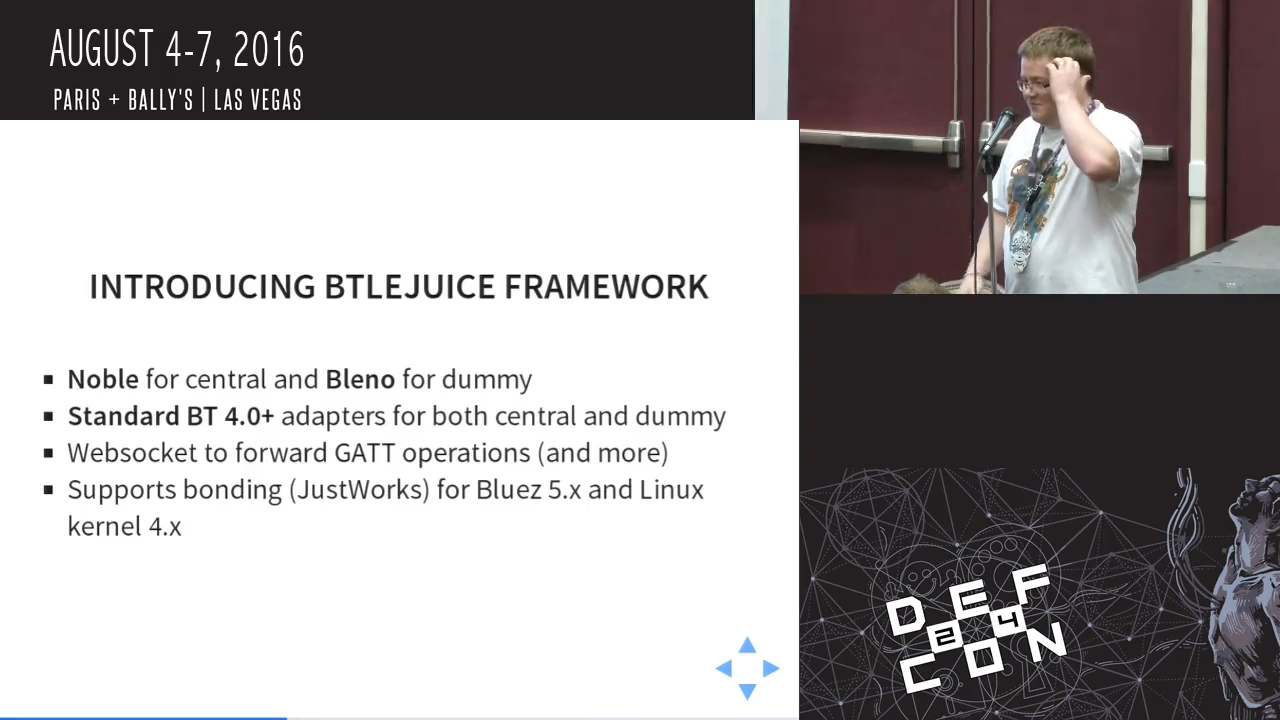 AUGUST 4-7, 2016
PARIS + BALLY'S | LAS VEGAS
INTRODUCING BTLEJUICE FRAMEWORK
Noble for central and Bleno for dummy
Standard BT 4.0+ adapters for both central and dummy
Websocket to forward GATT operations (and more)
Supports bonding (JustWorks) for Bluez 5.x and Linux
kernel 4.x
DEF
24
CON